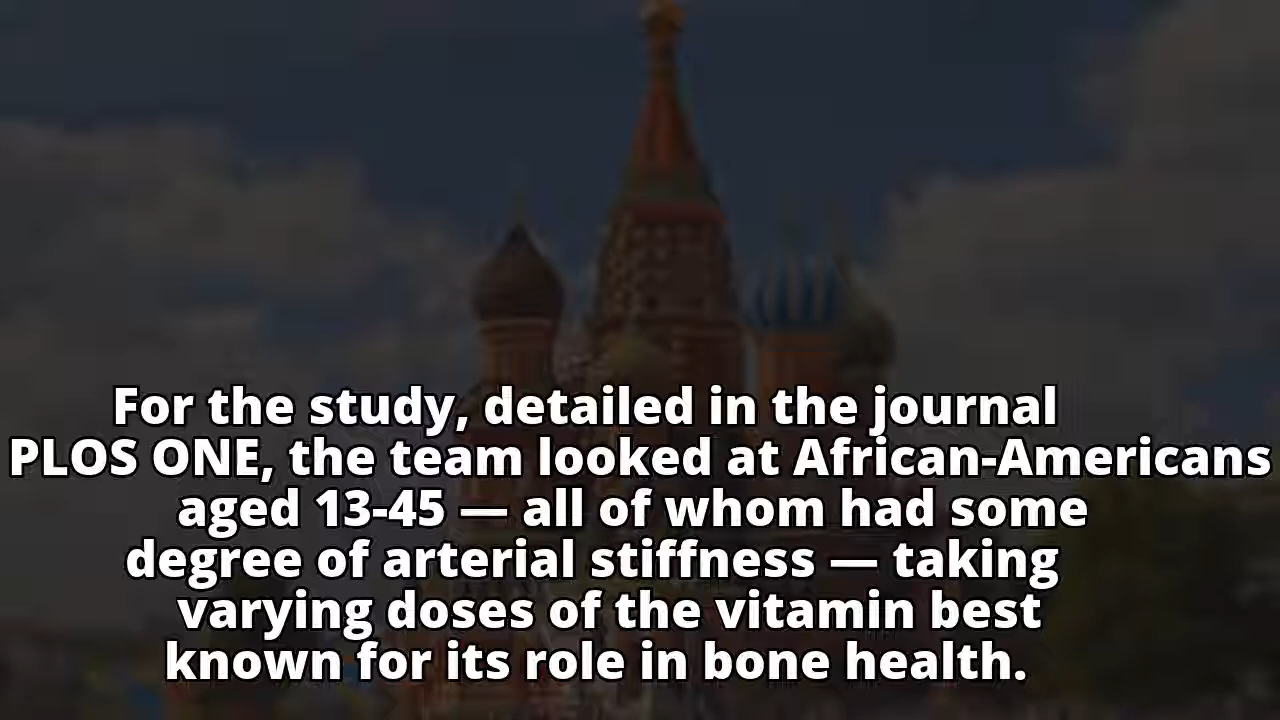 For the study, detailed in the journal
PLOS ONE, the team looked at African-Americans
aged 13-45 — all of whom had some
degree of arterial stiffness — taking
varying doses of the vitamin best
known for its role in bone health.